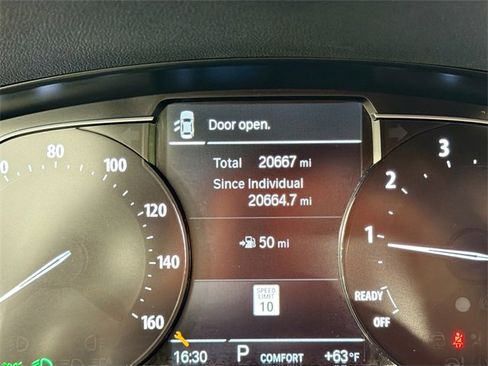 Door open.
Total 20667 mi
Since Individual
20664.7 mi
50 mi
SPEED
LIMIT
10
16:30 P COMFORT +63°F
60
80
100
120
140
160
3
2
1
READY
OFF